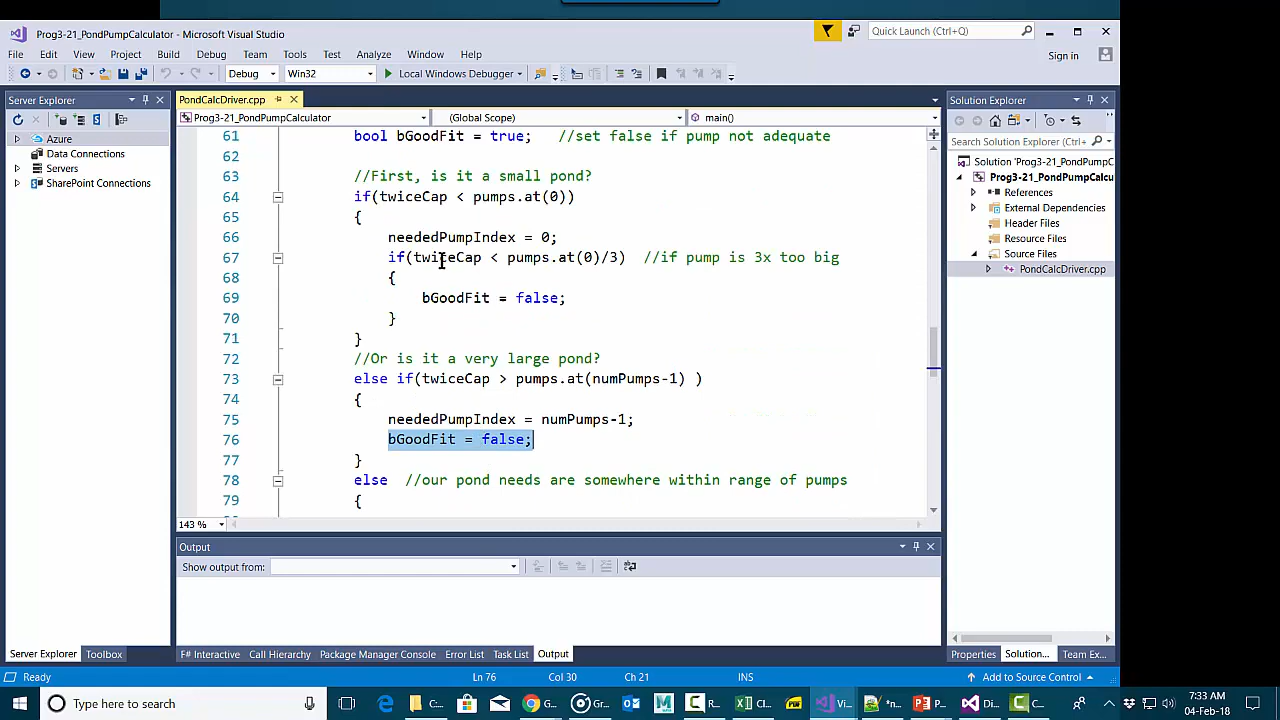 Prog3-21_PondPumpCalculator - Microsoft Visual Studio
Quick Launch (Ctrl+Q)
File Edit View Project Build Debug Team Tools Test Analyze Window Help
Sign in
Debug Win32 Local Windows Debugger
Server Explorer
Azure
Data Connections
Servers
SharePoint Connections
PondCalcDriver.cpp
Prog3-21_PondPumpCalculator (Global Scope) main()
61 bool bGoodFit = true; //set false if pump not adequate
62
63 //First, is it a small pond?
64 if(twiceCap < pumps.at(0))
65 {
66 neededPumpIndex = 0;
67 if(twiceCap < pumps.at(0)/3) //if pump is 3x too big
68 {
69 bGoodFit = false;
70 }
71 }
72 //Or is it a very large pond?
73 else if(twiceCap > pumps.at(numPumps-1) )
74 {
75 neededPumpIndex = numPumps-1;
76 bGoodFit = false;
77 }
78 else //our pond needs are somewhere within range of pumps
79 {
143 %
Solution Explorer
Search Solution Explorer (Ctrl+
Solution 'Prog3-21_PondPumpC
Prog3-21_PondPumpCalcu
References
External Dependencies
Header Files
Resource Files
Source Files
PondCalcDriver.cpp
Output
Show output from:
Server Explorer Toolbox
F# Interactive Call Hierarchy Package Manager Console Error List Task List Output
Properties Solution... Team Ex...
Ready Ln 76 Col 30 Ch 21 INS Add to Source Control
Type here to search
C... G... Gr... R... Cl... Vi... *n... P... Di... C...
7:33 AM
04-Feb-18